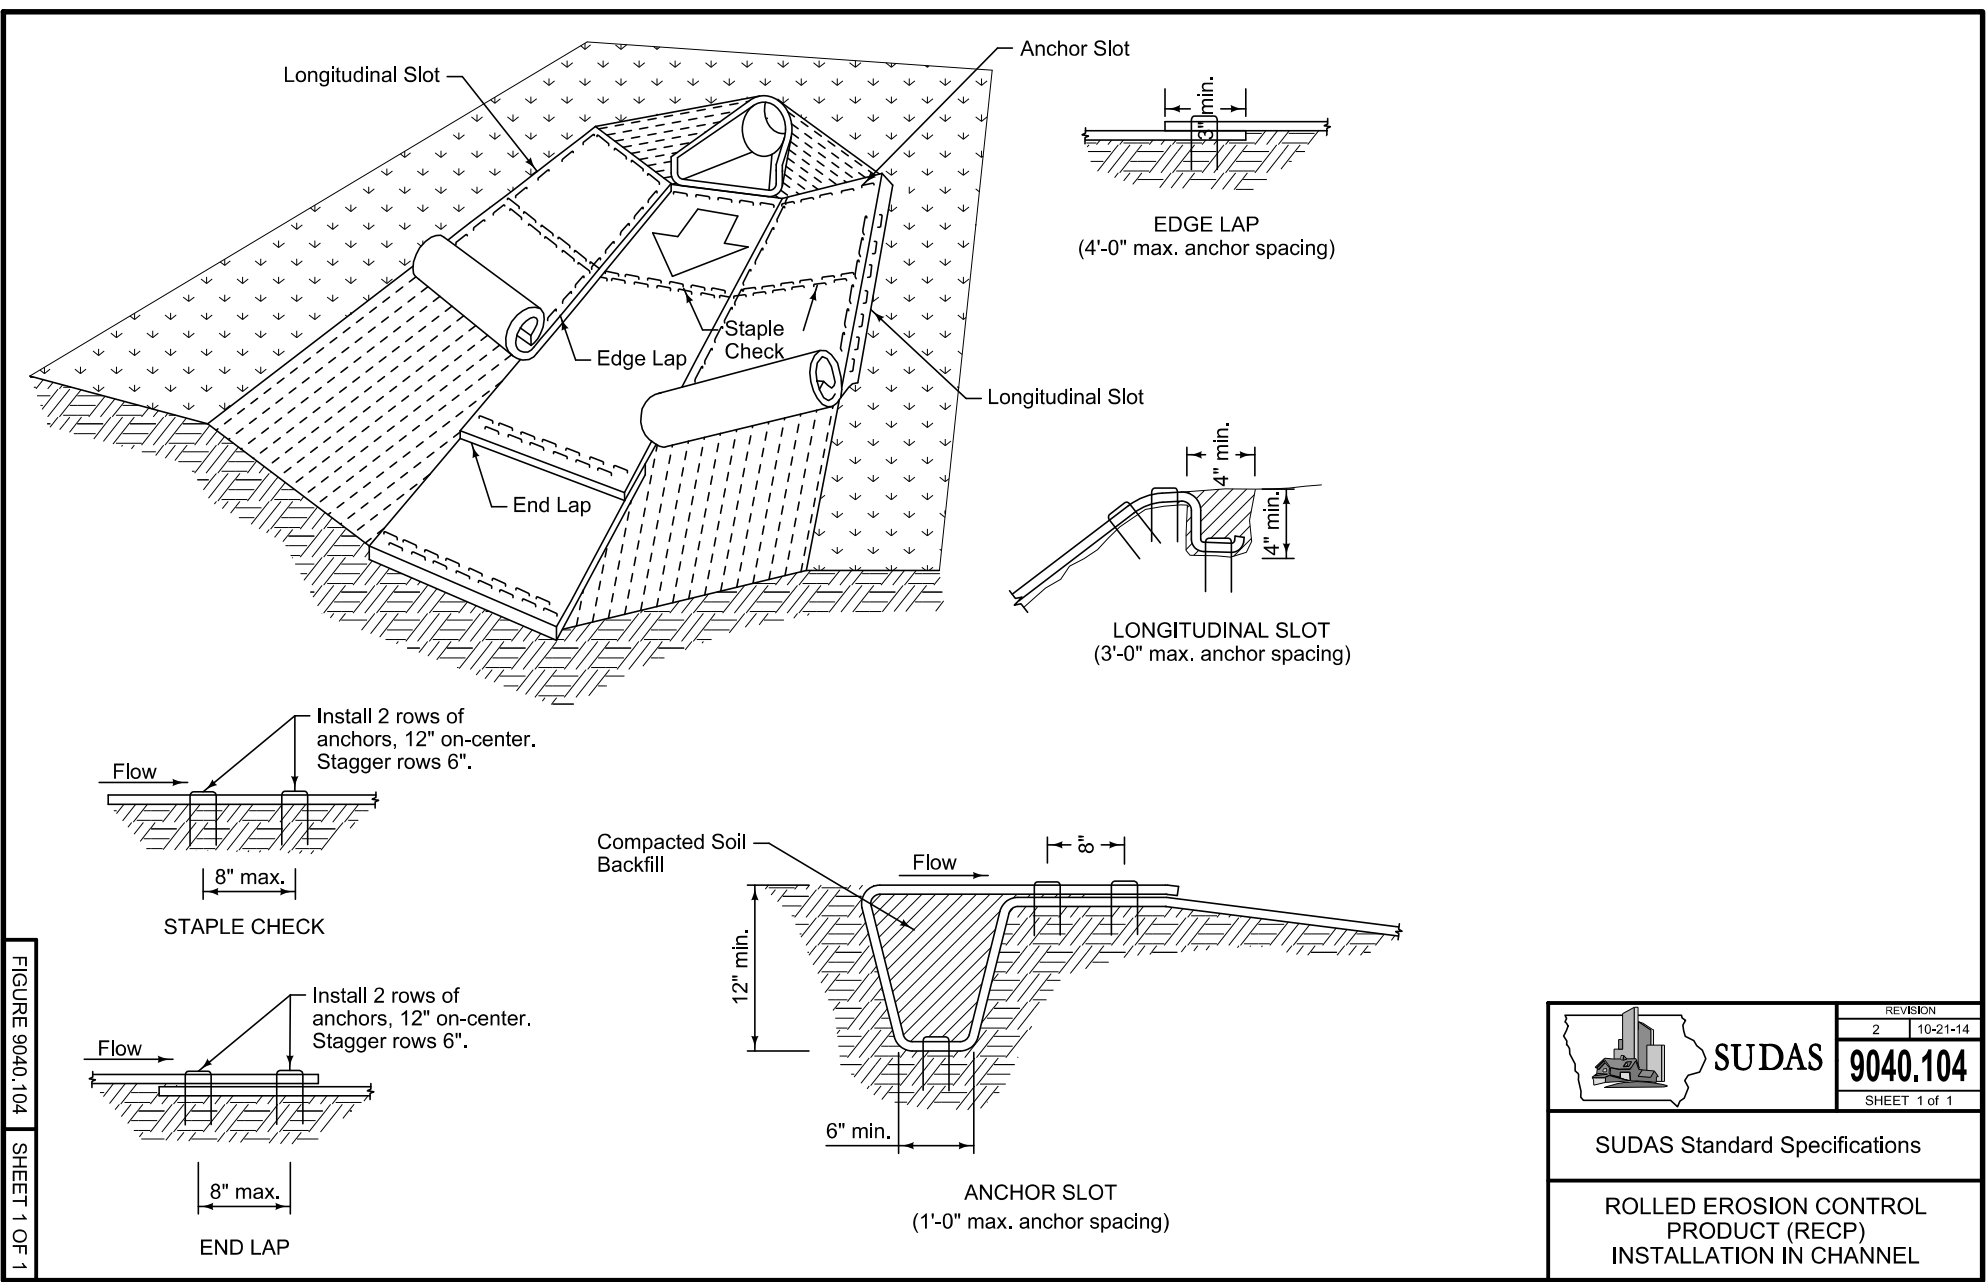 Longitudinal Slot
Anchor Slot
3" min.
EDGE LAP
(4'-0" max. anchor spacing)
Staple
Check
Edge Lap
Longitudinal Slot
End Lap
4" min.
4" min.
LONGITUDINAL SLOT
(3'-0" max. anchor spacing)
Install 2 rows of
anchors, 12" on-center.
Stagger rows 6".
Flow
8" max.
STAPLE CHECK
Compacted Soil
Backfill
Flow
8"
12" min.
6" min.
ANCHOR SLOT
(1'-0" max. anchor spacing)
Install 2 rows of
anchors, 12" on-center.
Stagger rows 6".
Flow
8" max.
END LAP
FIGURE 9040.104
SHEET 1 OF 1
SUDAS
REVISION
2
10-21-14
9040.104
SHEET 1 of 1
SUDAS Standard Specifications
ROLLED EROSION CONTROL
PRODUCT (RECP)
INSTALLATION IN CHANNEL